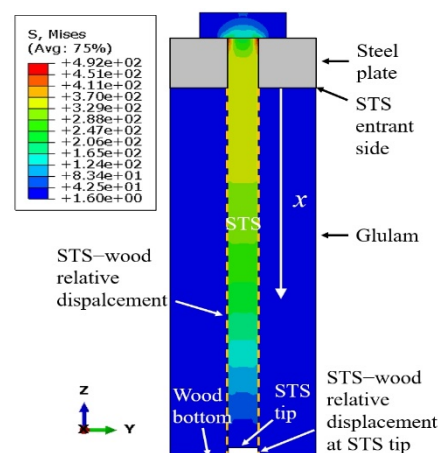 S, Mises
(Avg: 75%)
+4.92e+02
+4.51e+02
+4.11e+02
+3.70e+02
+3.29e+02
+2.88e+02
+2.47e+02
+2.06e+02
+1.65e+02
+1.24e+02
+8.34e+01
+4.25e+01
+1.60e+00
Steel
plate
STS
entrant
side
x
STS
Glulam
STS–wood
relative
dispalcement
Wood
bottom
STS
tip
STS–wood
relative
displacement
at STS tip
Z
X
Y